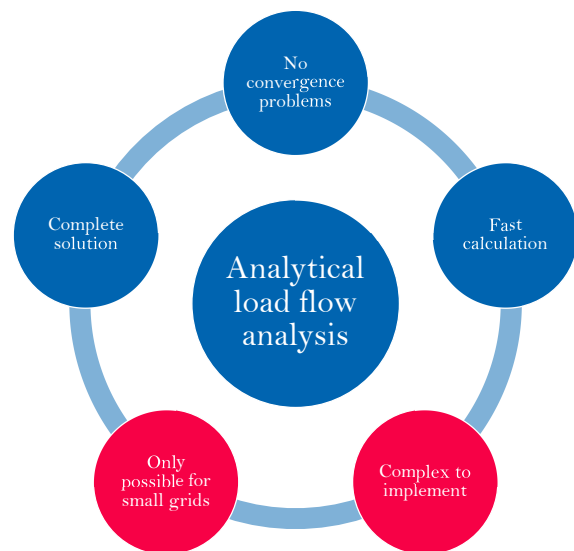 No
convergence
problems
Complete
solution
Fast
calculation
Analytical
load flow
analysis
Only
possible for
small grids
Complex to
implement